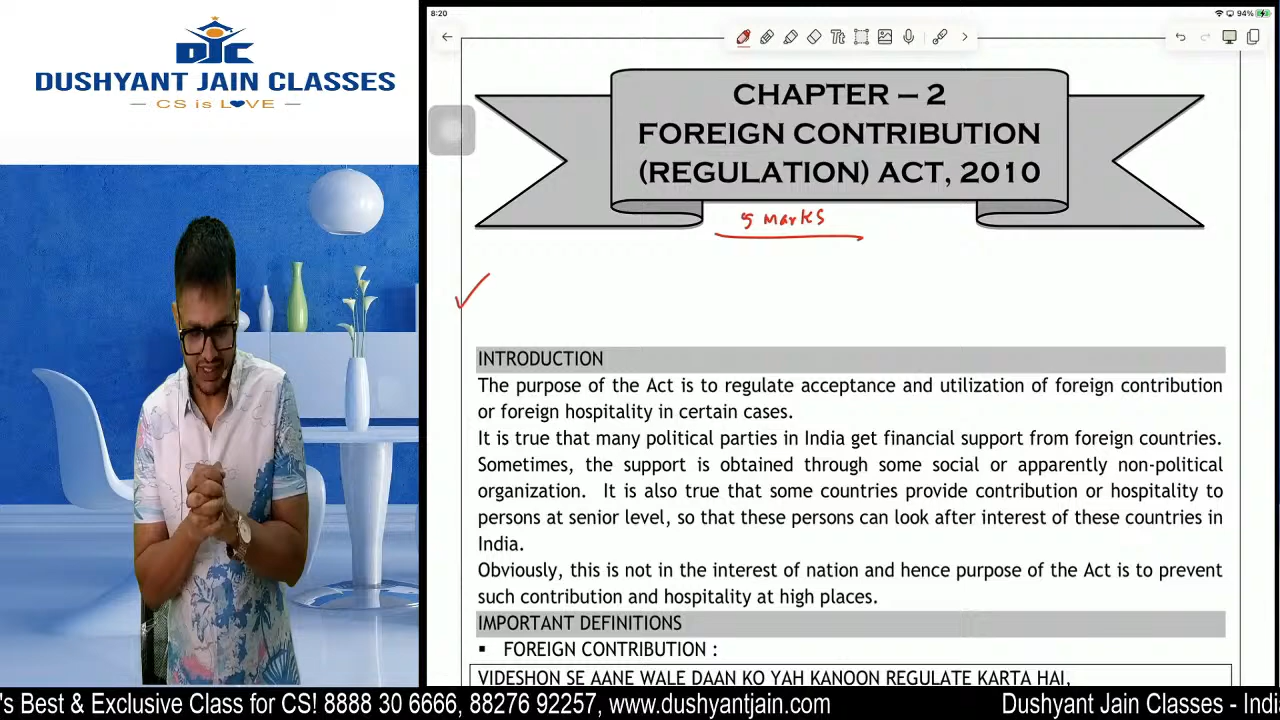 DJC
DUSHYANT JAIN CLASSES
CS is LOVE
8:20
94%
CHAPTER – 2
FOREIGN CONTRIBUTION
(REGULATION) ACT, 2010
5 marks
INTRODUCTION
The purpose of the Act is to regulate acceptance and utilization of foreign contribution
or foreign hospitality in certain cases.
It is true that many political parties in India get financial support from foreign countries.
Sometimes, the support is obtained through some social or apparently non-political
organization. It is also true that some countries provide contribution or hospitality to
persons at senior level, so that these persons can look after interest of these countries in
India.
Obviously, this is not in the interest of nation and hence purpose of the Act is to prevent
such contribution and hospitality at high places.
IMPORTANT DEFINITIONS
▪ FOREIGN CONTRIBUTION :
VIDESHON SE AANE WALE DAAN KO YAH KANOON REGULATE KARTA HAI,
's Best & Exclusive Class for CS! 8888 30 6666, 88276 92257, www.dushyantjain.com Dushyant Jain Classes - Indi